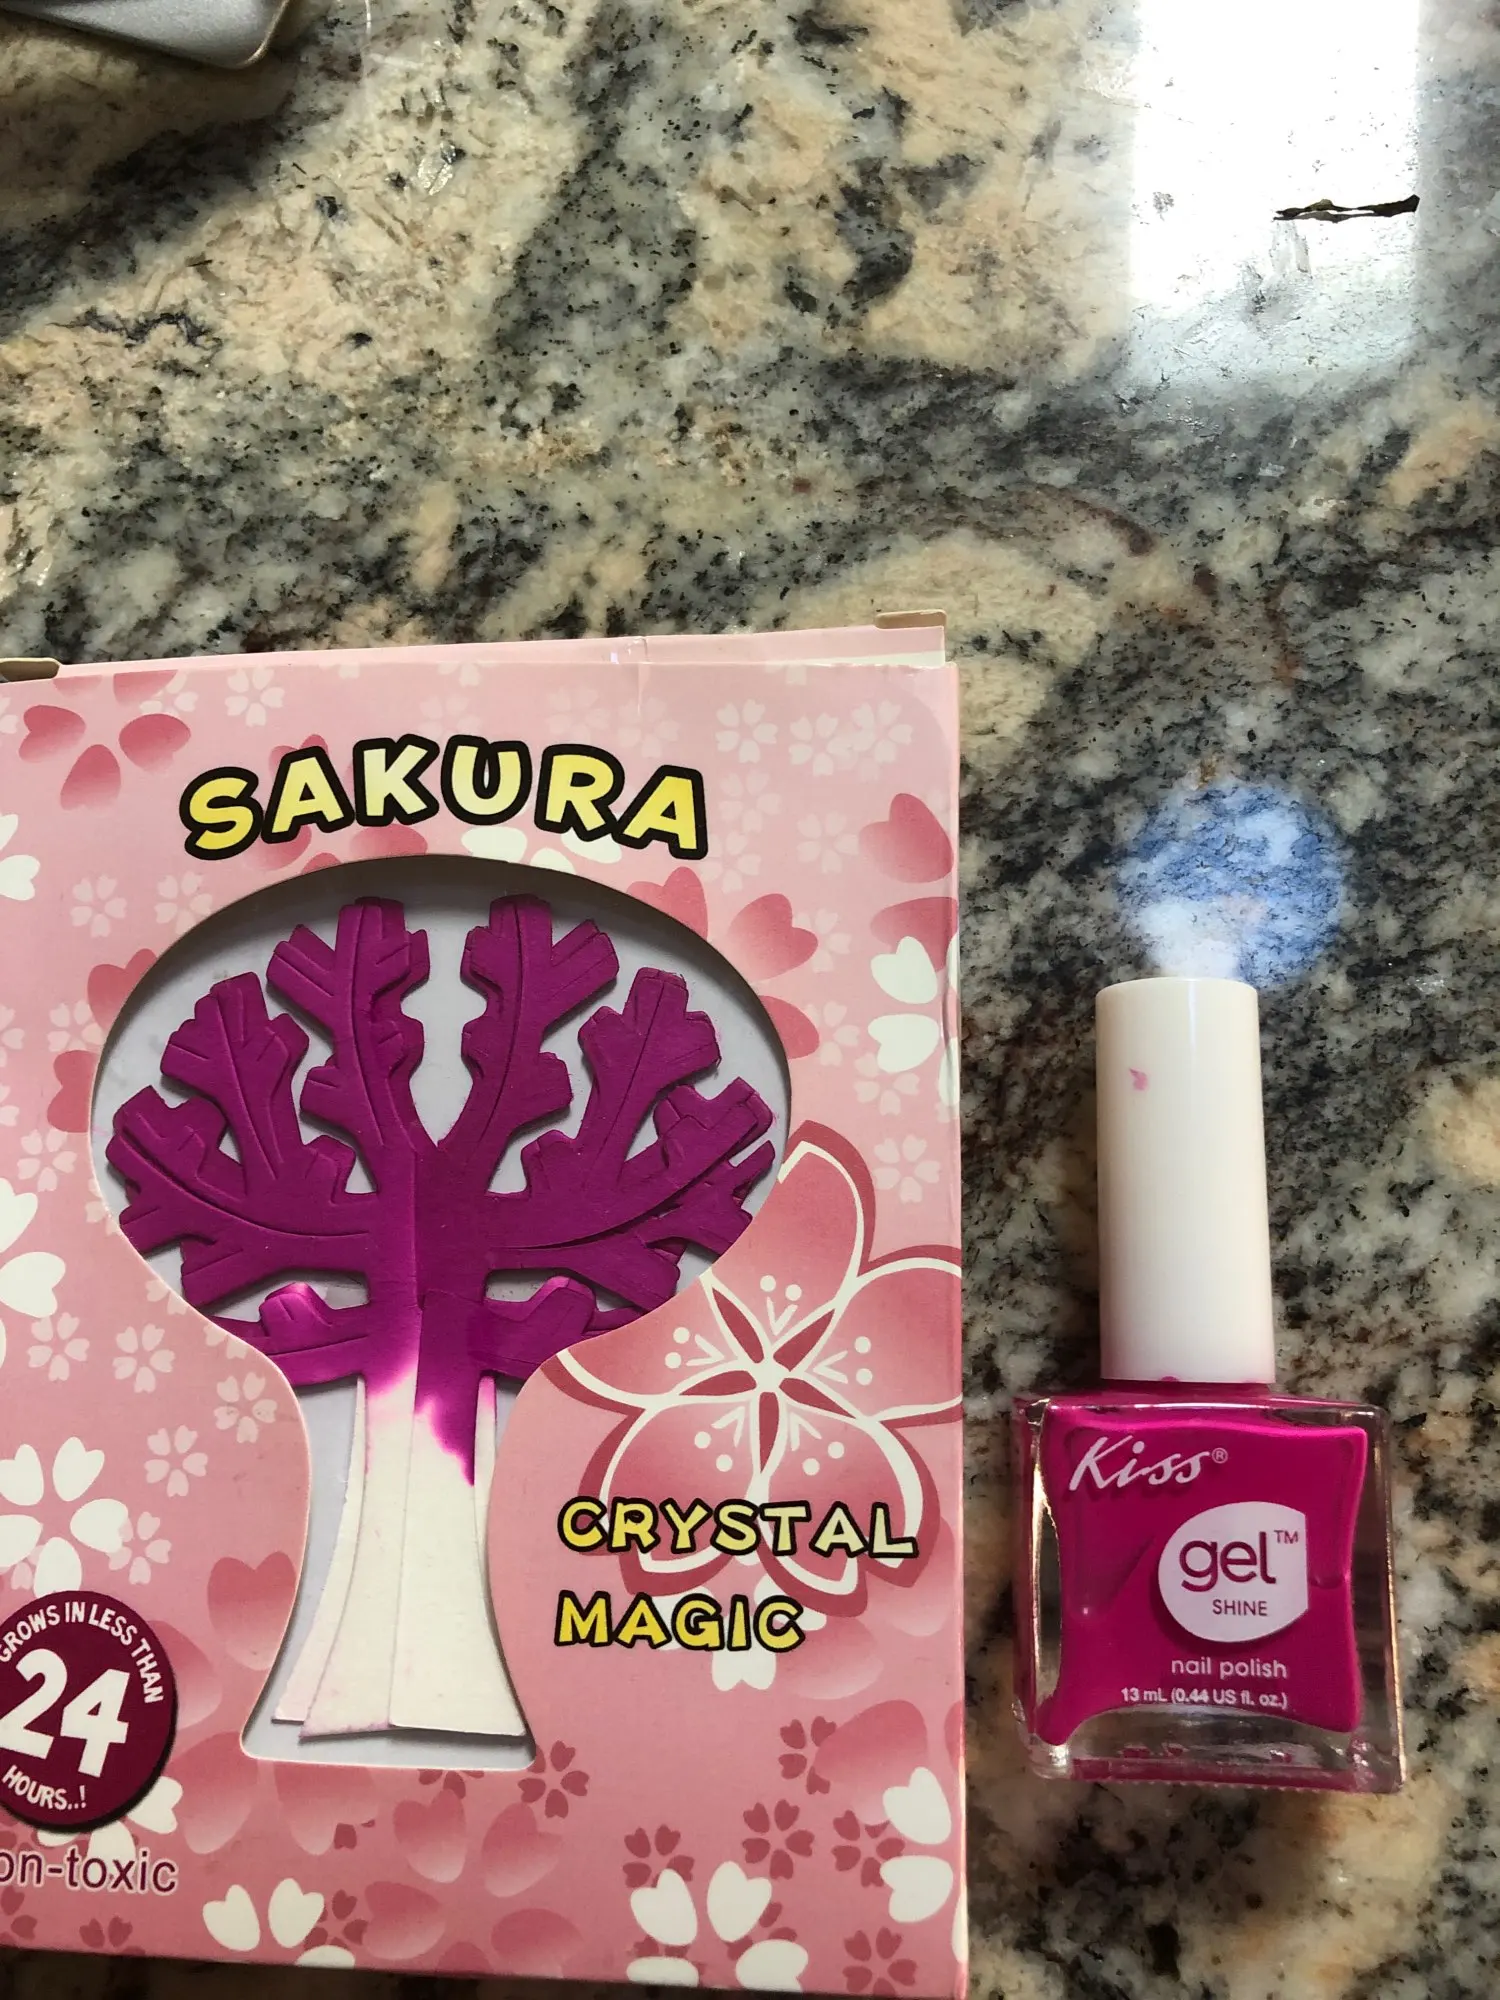 SAKURA
CRYSTAL
MAGIC
GROWS IN LESS THAN
24
HOURS..!
on-toxic
Kiss®
gel™
SHINE
nail polish
13 mL (0.44 US fl. oz.)